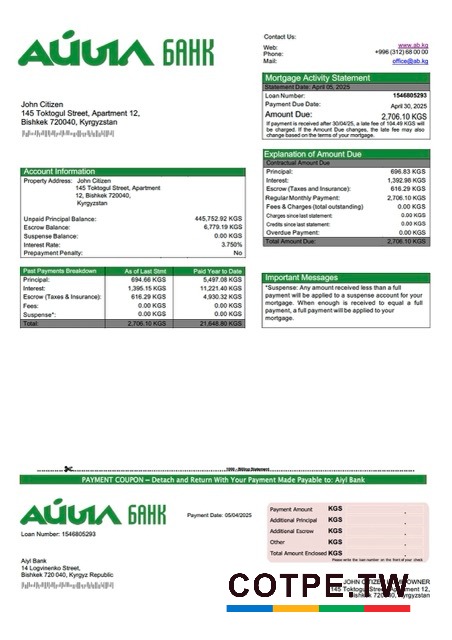 АЙЫЛ БАНК
Contact Us:
Web: www.ab.kg
Phone: +996 (312) 68 00 00
Mail: office@ab.kg
Mortgage Activity Statement
Statement Date: April 05, 2025
Loan Number: 1546805293
Payment Due Date: April 30, 2025
Amount Due: 2,706.10 KGS
If payment is received after 30/04/25, a late fee of 104.49 KGS will
be charged. If the Amount Due changes, the late fee may also
change based on the terms of your mortgage.
John Citizen
145 Toktogul Street, Apartment 12,
Bishkek 720040, Kyrgyzstan
Explanation of Amount Due
Contractual Amount Due
Principal: 696.83 KGS
Interest: 1,392.98 KGS
Escrow (Taxes and Insurance): 616.29 KGS
Regular Monthly Payment: 2,706.10 KGS
Fees & Charges (total outstanding) 0.00 KGS
Charges since last statement: 0.00 KGS
Credits since last statement: 0.00 KGS
Overdue Payment: 0.00 KGS
Total Amount Due: 2,706.10 KGS
Account Information
Property Address: John Citizen
145 Toktogul Street, Apartment
12, Bishkek 720040,
Kyrgyzstan
Unpaid Principal Balance: 445,752.92 KGS
Escrow Balance: 6,779.19 KGS
Suspense Balance: 0.00 KGS
Interest Rate: 3.750%
Prepayment Penalty: No
Past Payments Breakdown As of Last Stmt Paid Year to Date
Principal: 694.66 KGS 5,497.08 KGS
Interest: 1,395.15 KGS 11,221.40 KGS
Escrow (Taxes & Insurance): 616.29 KGS 4,930.32 KGS
Fees: 0.00 KGS 0.00 KGS
Suspense*: 0.00 KGS 0.00 KGS
Total: 2,706.10 KGS 21,648.80 KGS
Important Messages
*Suspense: Any amount received less than a full
payment will be applied to a suspense account for your
mortgage. When enough is received to equal a full
payment, a full payment will be applied to your
mortgage.
PAYMENT COUPON – Detach and Return With Your Payment Made Payable to: Aiyl Bank
АЙЫЛ БАНК
Payment Date: 05/04/2025
Loan Number: 1546805293
Payment Amount KGS
Additional Principal KGS
Additional Escrow KGS
Other KGS
Total Amount Enclosed KGS
Please write the loan number on the front of your check
Aiyl Bank
14 Logvinenko Street,
Bishkek 720 040, Kyrgyz Republic
COTPE.TW